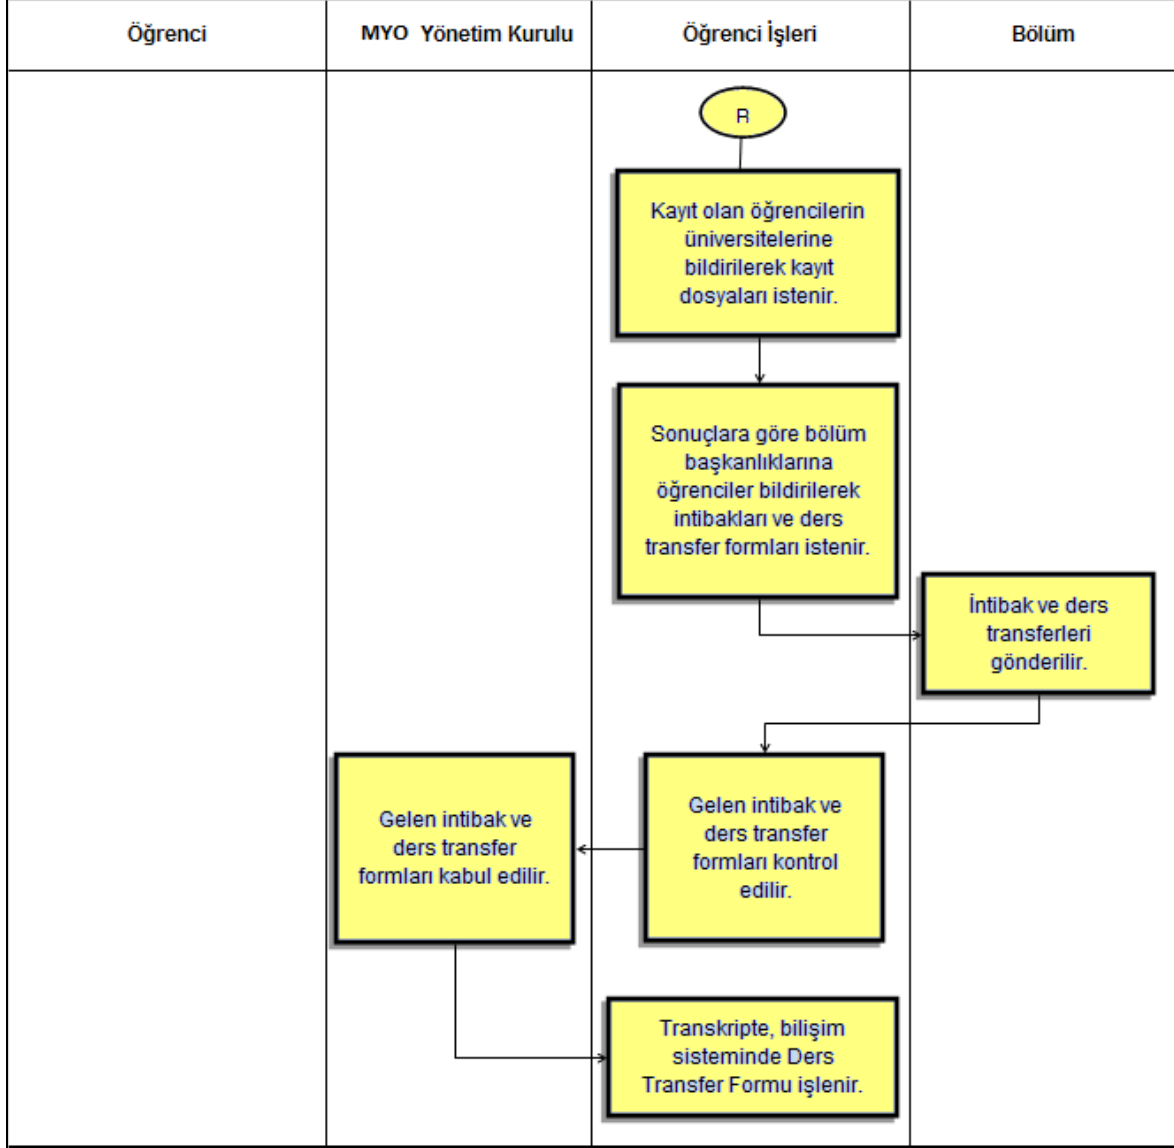 Öğrenci
MYO Yönetim Kurulu
Öğrenci İşleri
Bölüm
R
Kayıt olan öğrencilerin
üniversitelerine
bildirilerek kayıt
dosyaları istenir.
Sonuçlara göre bölüm
başkanlıklarına
öğrenciler bildirilerek
intibakları ve ders
transfer formları istenir.
İntibak ve ders
transferleri
gönderilir.
Gelen intibak ve
ders transfer
formları kontrol
edilir.
Gelen intibak ve
ders transfer
formları kabul edilir.
Transkripte, bilişim
sisteminde Ders
Transfer Formu işlenir.